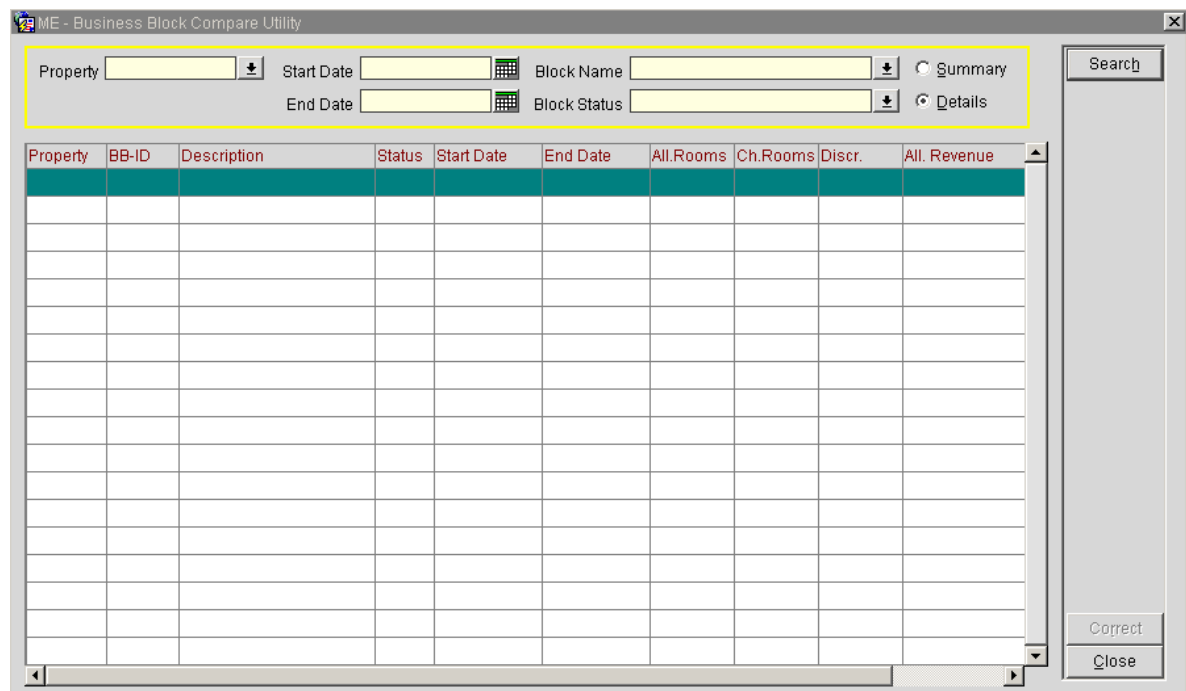 ME - Business Block Compare Utility
Property Start Date Block Name Summary Search
End Date Block Status Details
Property BB-ID Description Status Start Date End Date All.Rooms Ch.Rooms Discr. All. Revenue
Correct
Close